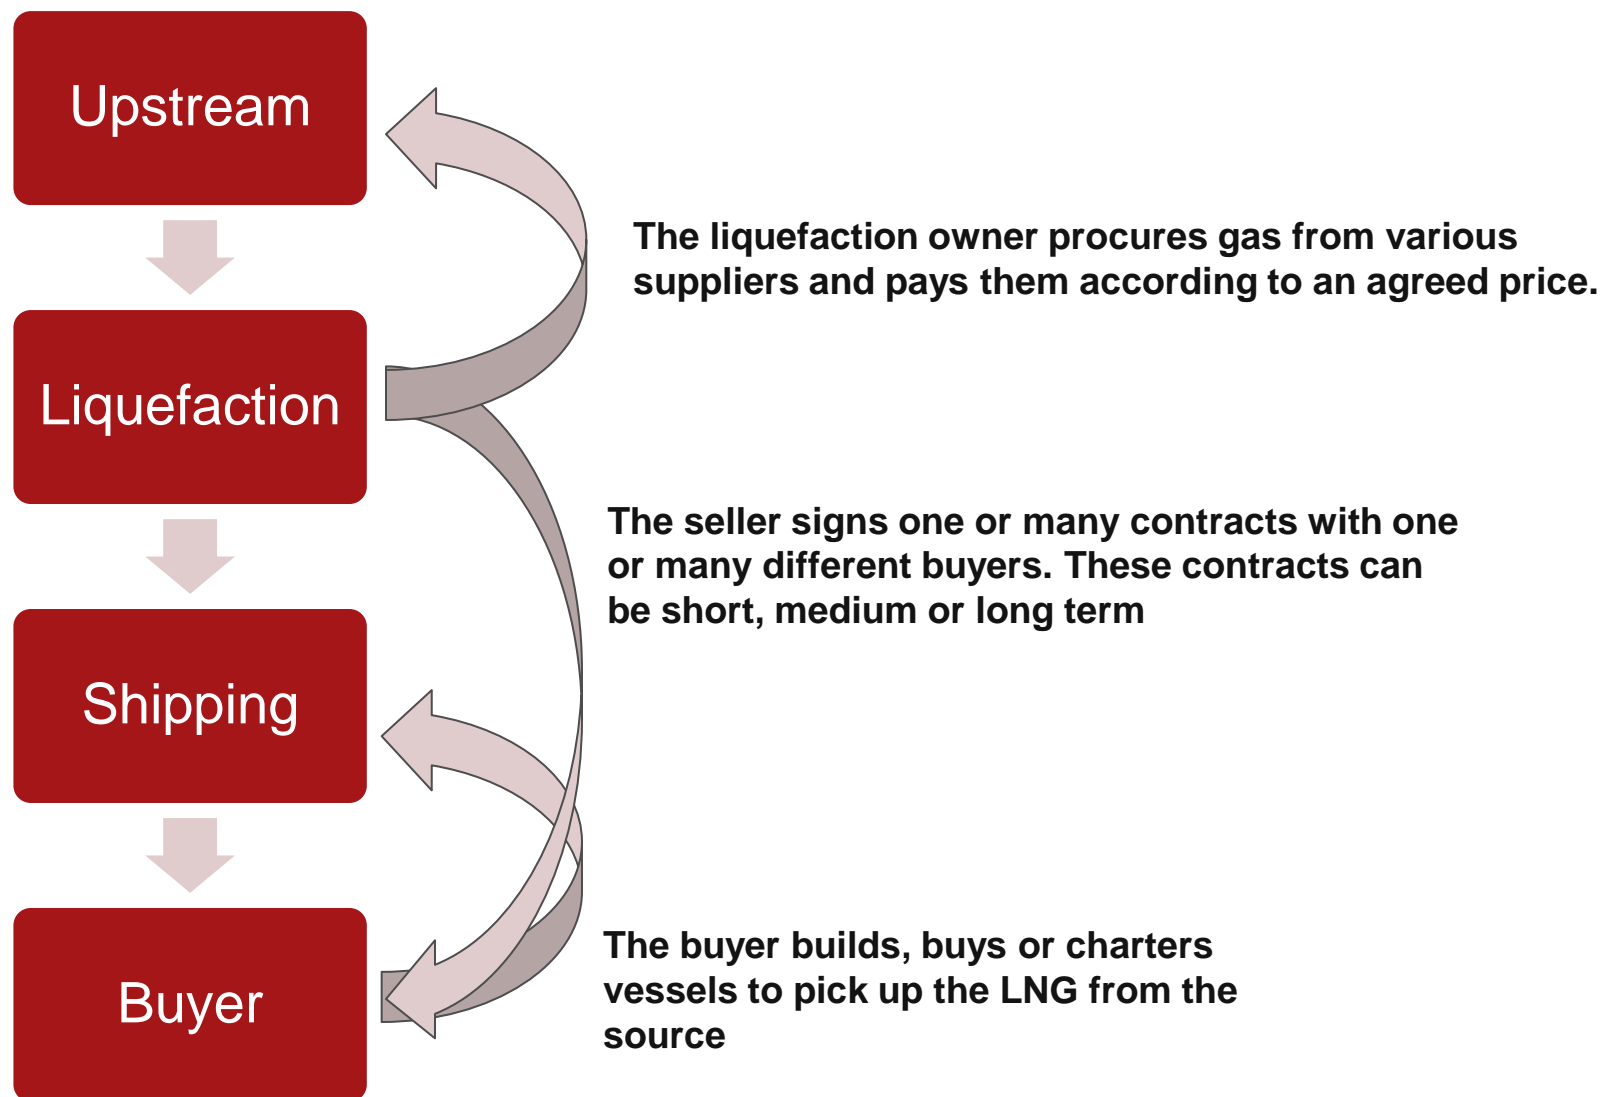 Upstream
The liquefaction owner procures gas from various
suppliers and pays them according to an agreed price.
Liquefaction
The seller signs one or many contracts with one
or many different buyers. These contracts can
be short, medium or long term
Shipping
The buyer builds, buys or charters
vessels to pick up the LNG from the
source
Buyer